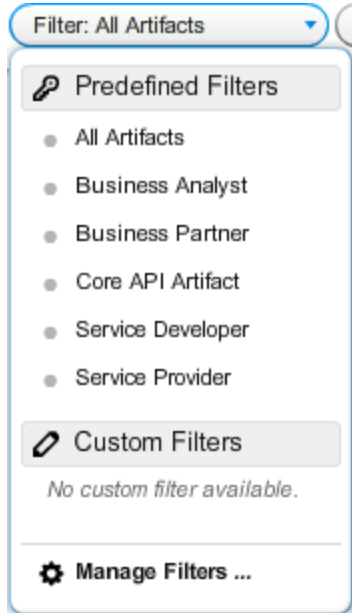 Filter: All Artifacts
Predefined Filters
All Artifacts
Business Analyst
Business Partner
Core API Artifact
Service Developer
Service Provider
Custom Filters
No custom filter available.
Manage Filters ...